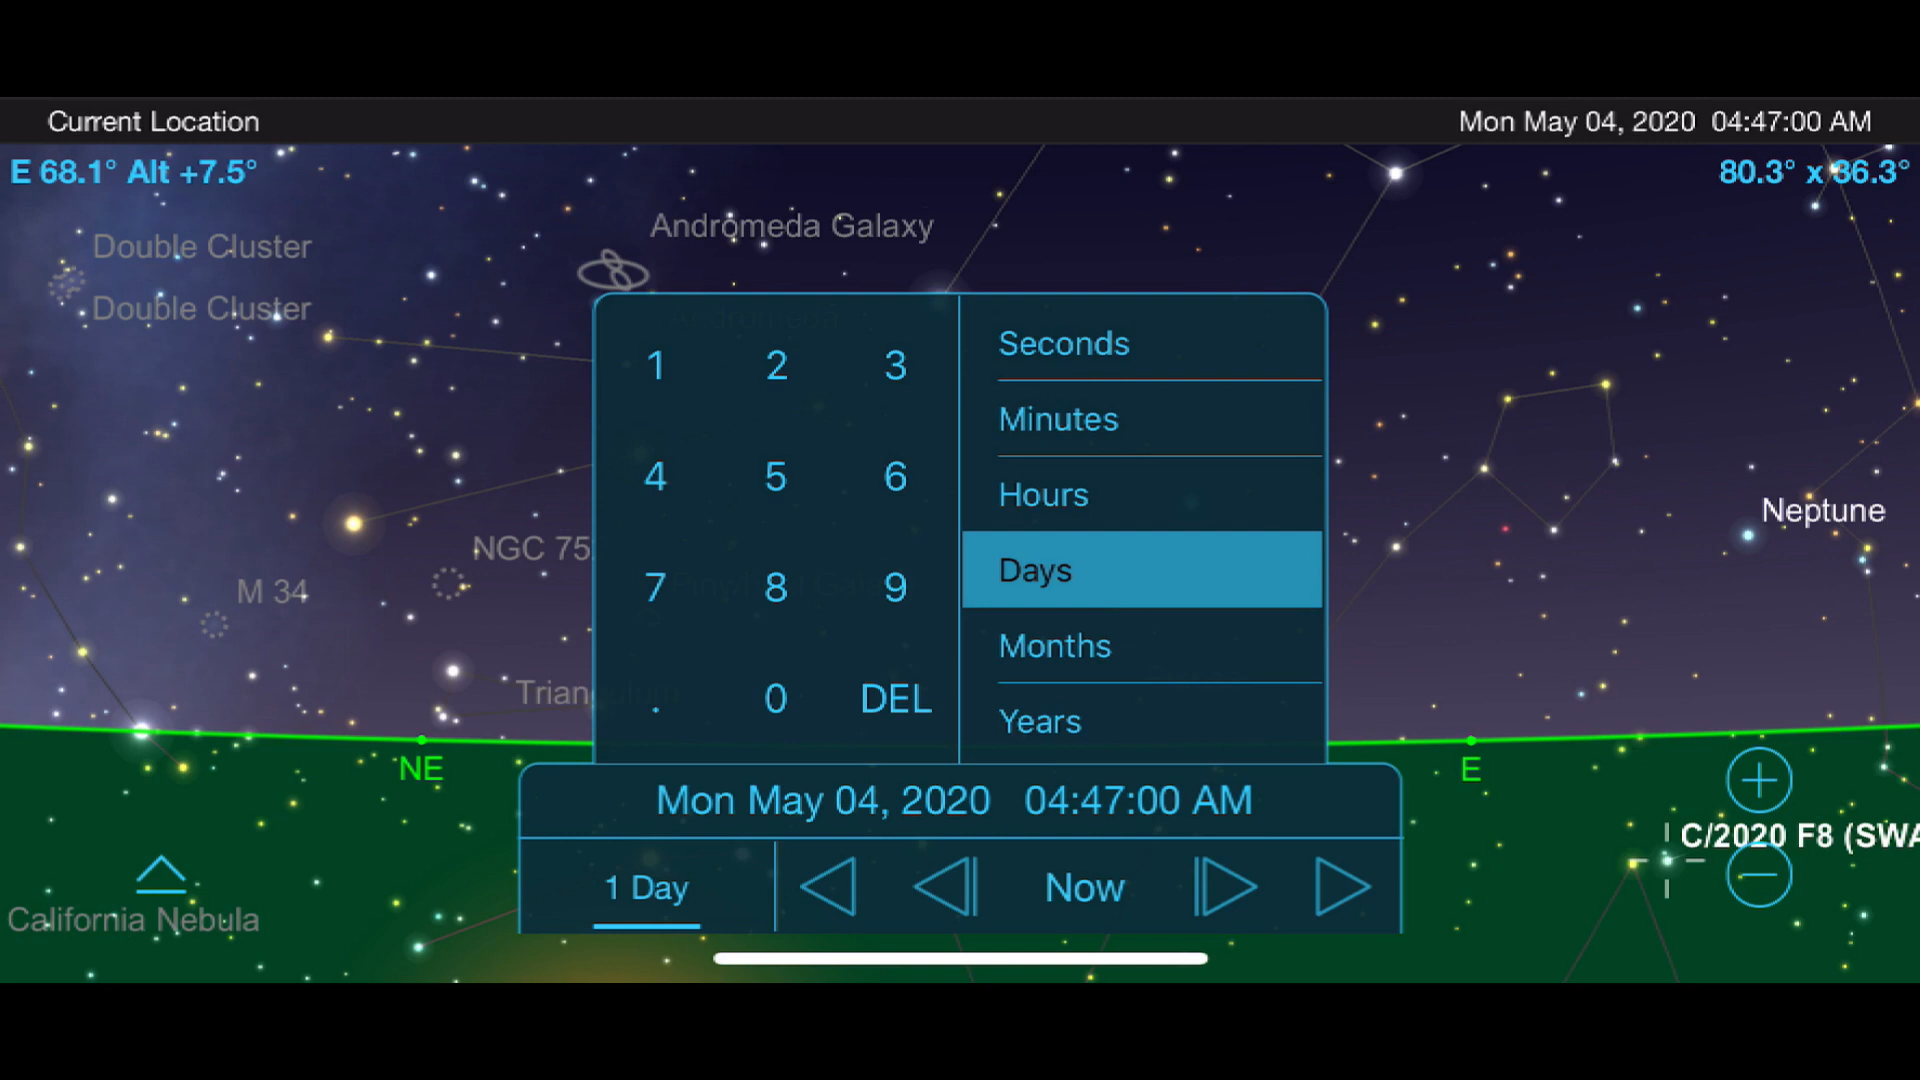 Current Location
Mon May 04, 2020 04:47:00 AM
E 68.1° Alt +7.5°
80.3° x 36.3°
Andromeda Galaxy
Double Cluster
Double Cluster
1 2 3
Seconds
Minutes
4 5 6
Hours
Neptune
NGC 75
Days
7 8 9
M 34
Months
Triangulum
. 0 DEL
Years
NE
E
Mon May 04, 2020 04:47:00 AM
C/2020 F8 (SWA
1 Day
Now
California Nebula